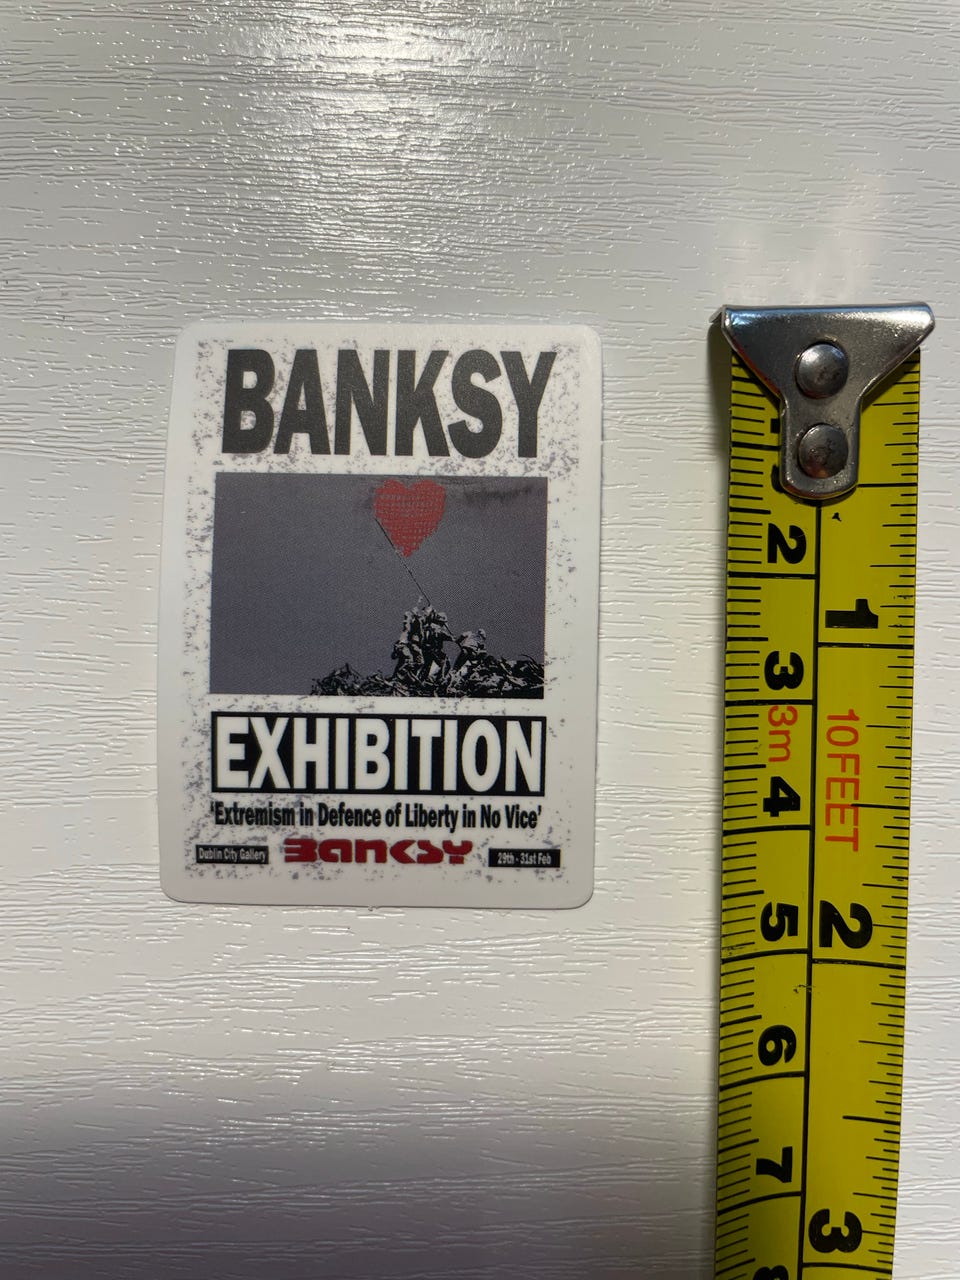 BANKSY
EXHIBITION
'Extremism in Defence of Liberty in No Vice'
Dublin City Gallery
BANKSY
29th - 31st Feb
2
1
3
3m
10FEET
4
5
2
6
7
3
8